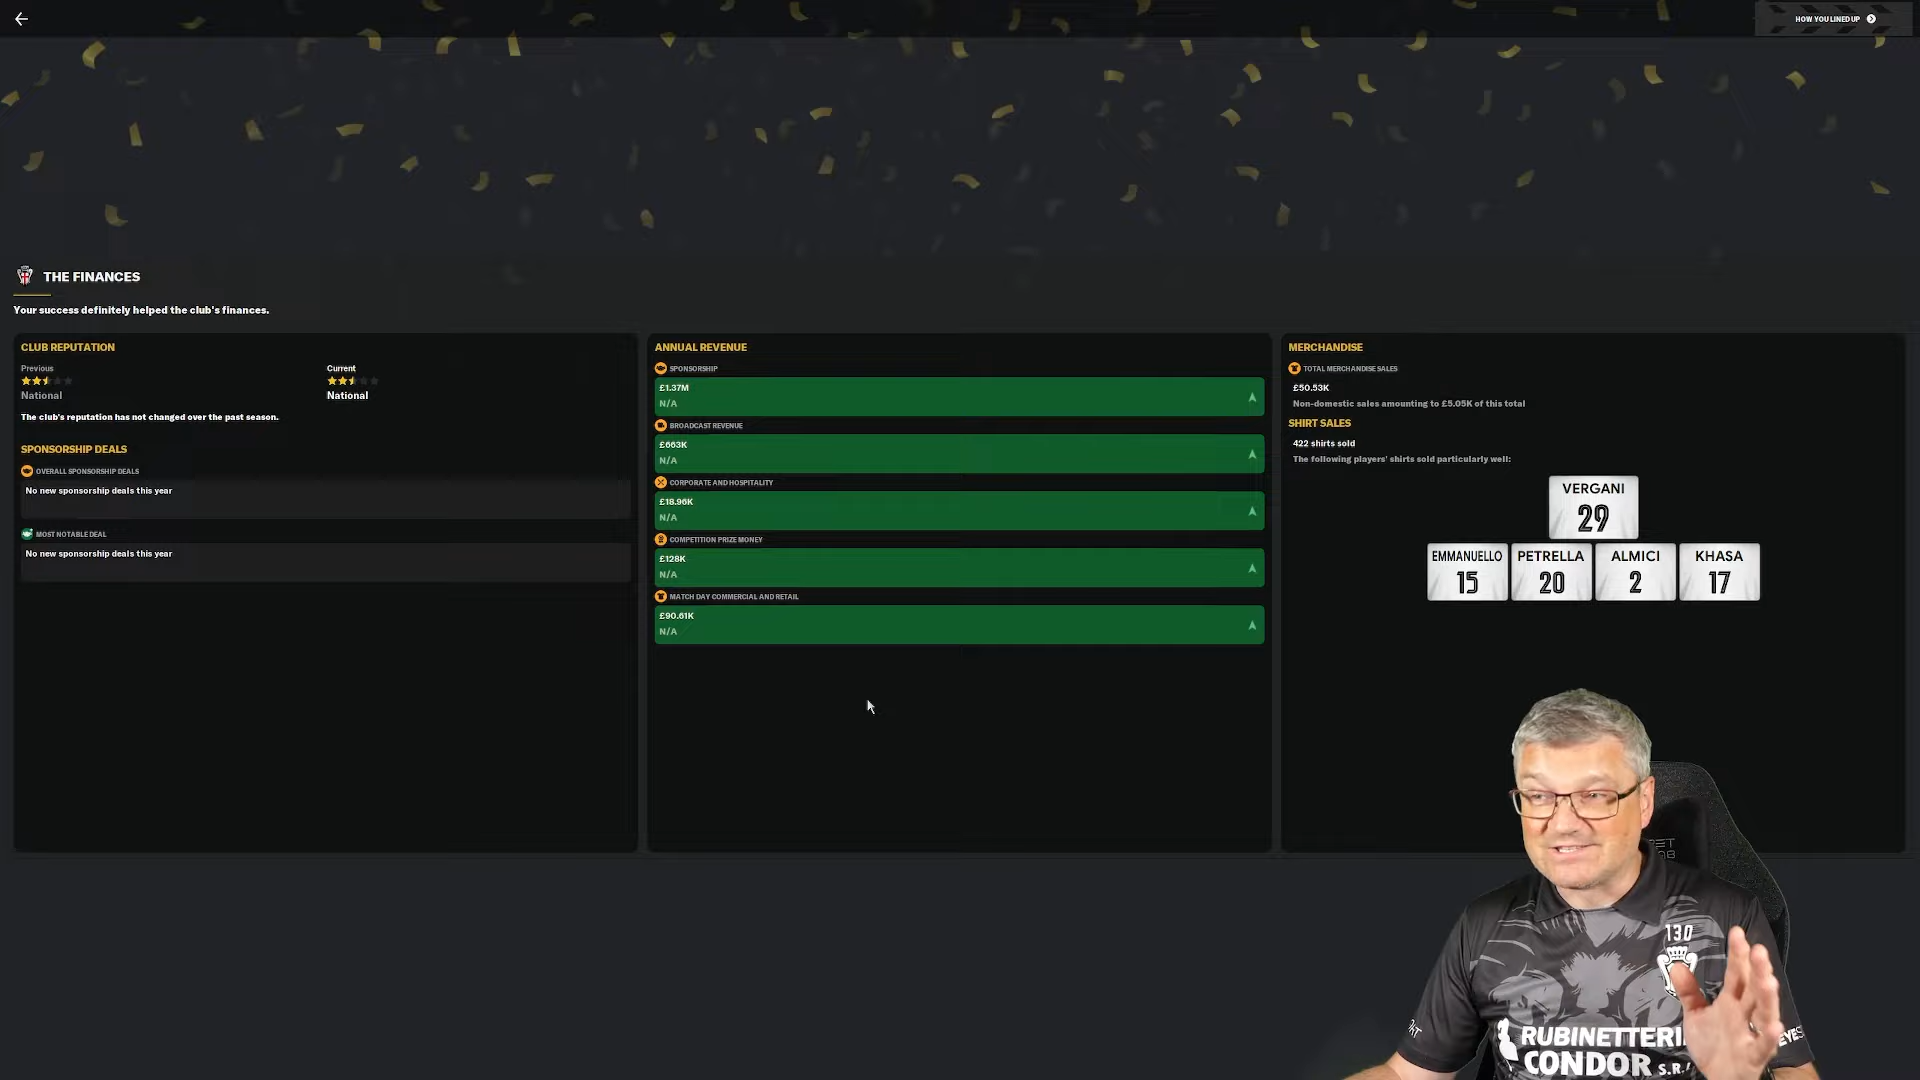 HOW YOU LINED UP
THE FINANCES
Your success definitely helped the club's finances.
CLUB REPUTATION
Previous
Current
National
National
The club's reputation has not changed over the past season.
SPONSORSHIP DEALS
OVERALL SPONSORSHIP DEALS
No new sponsorship deals this year
MOST NOTABLE DEAL
No new sponsorship deals this year
ANNUAL REVENUE
SPONSORSHIP
£1.37M
N/A
BROADCAST REVENUE
£663K
N/A
CORPORATE AND HOSPITALITY
£18.96K
N/A
COMPETITION PRIZE MONEY
£128K
N/A
MATCH DAY COMMERCIAL AND RETAIL
£90.61K
N/A
MERCHANDISE
TOTAL MERCHANDISE SALES
£50.53K
Non-domestic sales amounting to £5.05K of this total
SHIRT SALES
422 shirts sold
The following players' shirts sold particularly well:
VERGANI
29
EMMANUELLO
15
PETRELLA
20
ALMICI
2
KHASA
17
130
RUBINETTERI
CONDOR S.R.